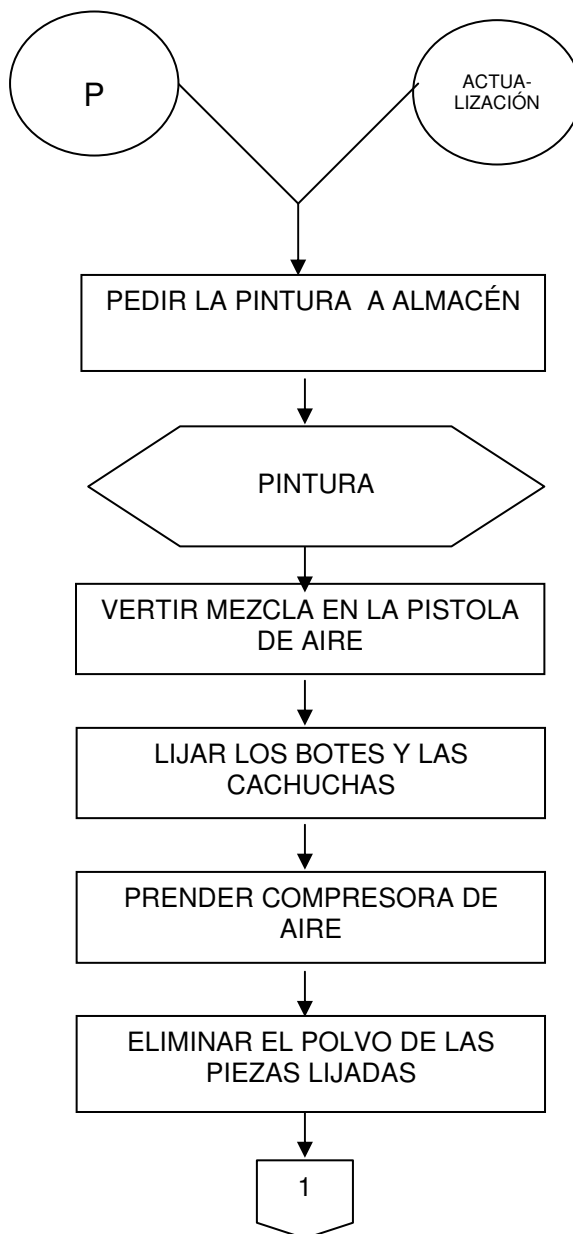 P
ACTUA-
LIZACIÓN
PEDIR LA PINTURA A ALMACÉN
PINTURA
VERTIR MEZCLA EN LA PISTOLA
DE AIRE
LIJAR LOS BOTES Y LAS
CACHUCHAS
PRENDER COMPRESORA DE
AIRE
ELIMINAR EL POLVO DE LAS
PIEZAS LIJADAS
1